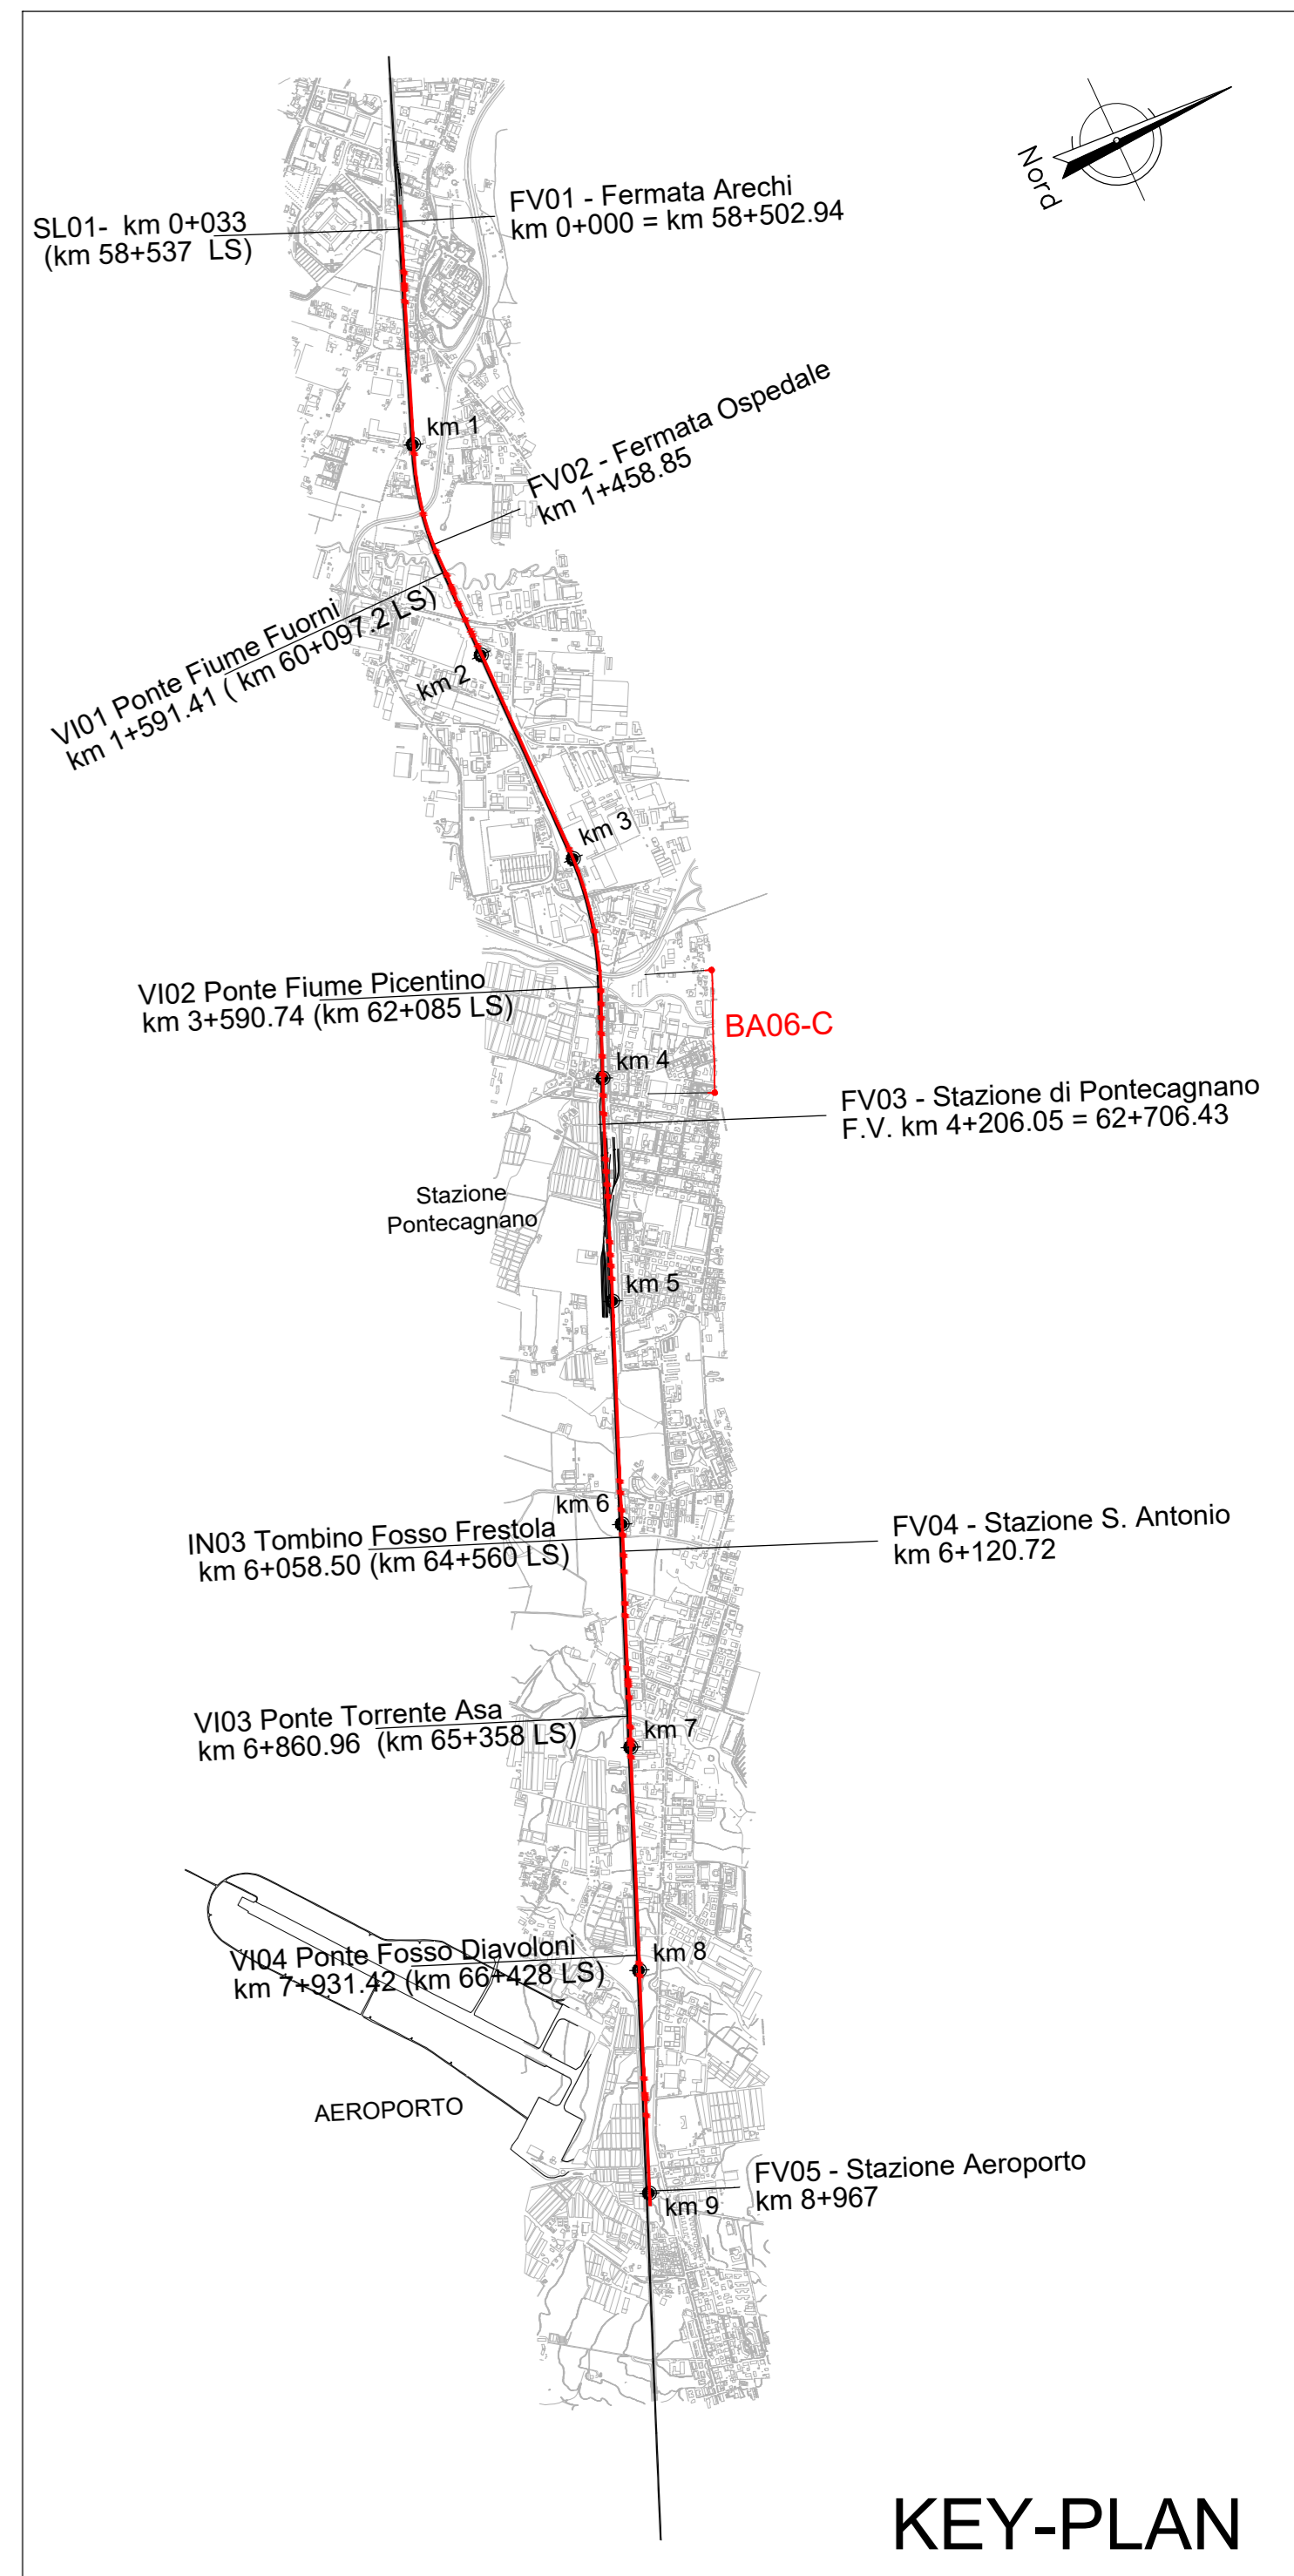 Nord
FV01 - Fermata Arechi
km 0+000 = km 58+502.94
SL01- km 0+033
(km 58+537 LS)
km 1
FV02 - Fermata Ospedale
km 1+458.85
VI01 Ponte Fiume Fuorni
km 1+591.41 ( km 60+097.2 LS)
km 2
km 3
VI02 Ponte Fiume Picentino
km 3+590.74 (km 62+085 LS)
BA06-C
km 4
FV03 - Stazione di Pontecagnano
F.V. km 4+206.05 = 62+706.43
Stazione
Pontecagnano
km 5
km 6
IN03 Tombino Fosso Frestola
km 6+058.50 (km 64+560 LS)
FV04 - Stazione S. Antonio
km 6+120.72
VI03 Ponte Torrente Asa
km 6+860.96 (km 65+358 LS)
km 7
VI04 Ponte Fosso Diavoloni
km 7+931.42 (km 66+428 LS)
km 8
AEROPORTO
FV05 - Stazione Aeroporto
km 8+967
km 9
KEY-PLAN